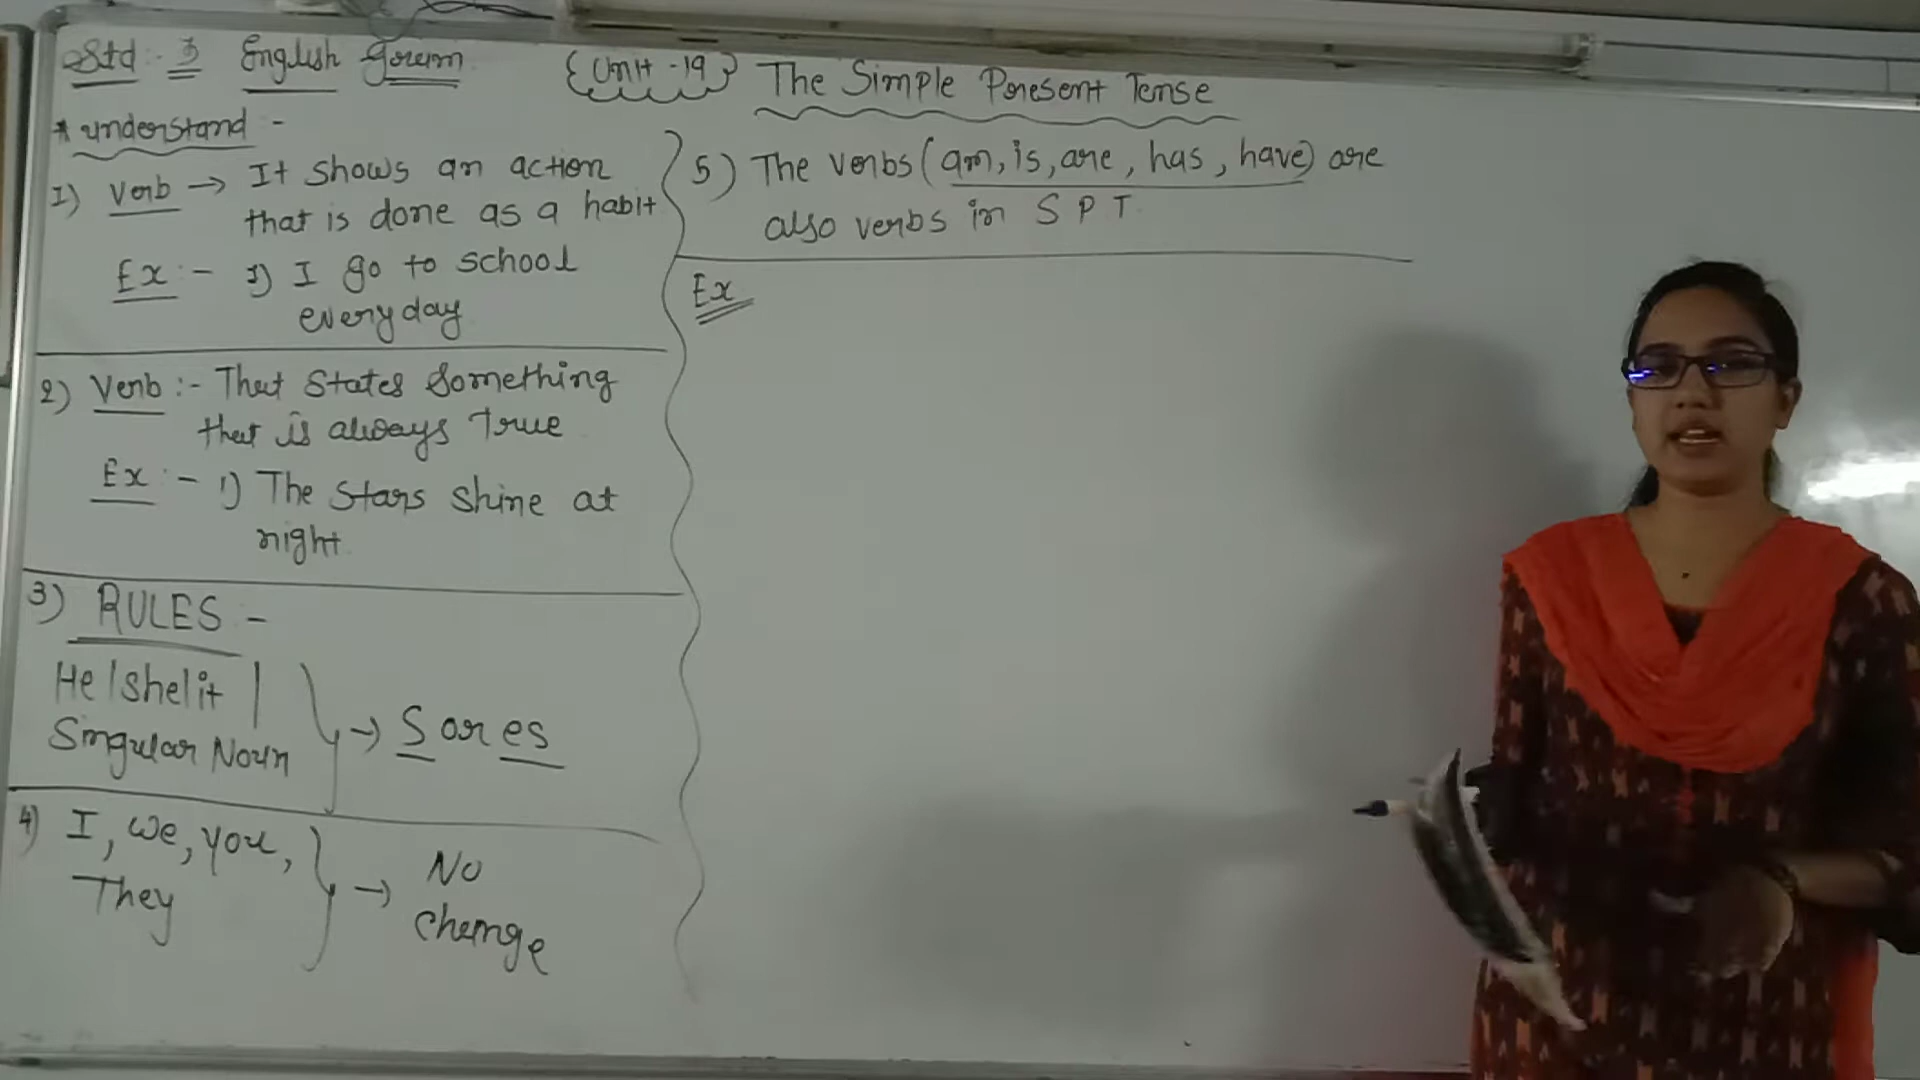 Std :- 3 English Gram {Unit -19} The Simple Present Tense
* understand :-
1) Verb → It shows an action
that is done as a habit
Ex :- 1) I go to school
everyday
2) Verb :- That States Something
that is always True
Ex :- 1) The Stars shine at
night
3) RULES :-
He/she/it /
Singular Noun → S or es
4) I, we, you,
They → No
change
5) The verbs (am, is, are, has, have) are
also verbs in S P T
Ex